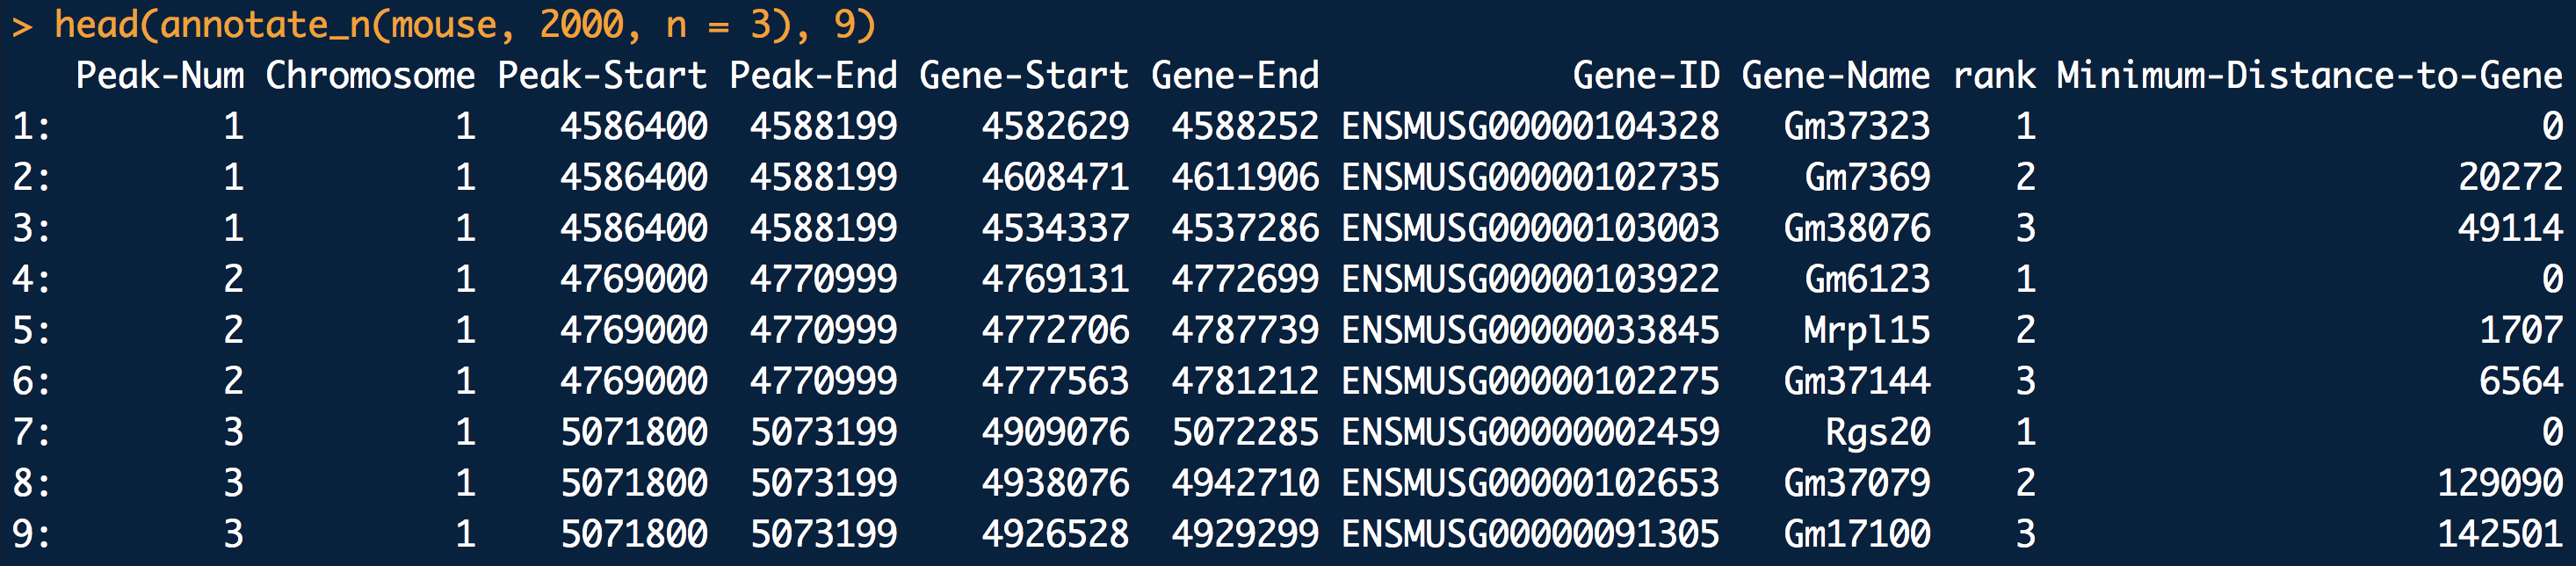 > head(annotate_n(mouse, 2000, n = 3), 9)
Peak-Num Chromosome Peak-Start Peak-End Gene-Start Gene-End Gene-ID Gene-Name rank Minimum-Distance-to-Gene
1: 1 1 4586400 4588199 4582629 4588252 ENSMUSG00000104328 Gm37323 1 0
2: 1 1 4586400 4588199 4608471 4611906 ENSMUSG00000102735 Gm7369 2 20272
3: 1 1 4586400 4588199 4534337 4537286 ENSMUSG00000103003 Gm38076 3 49114
4: 2 1 4769000 4770999 4769131 4772699 ENSMUSG00000103922 Gm6123 1 0
5: 2 1 4769000 4770999 4772706 4787739 ENSMUSG00000033845 Mrpl15 2 1707
6: 2 1 4769000 4770999 4777563 4781212 ENSMUSG00000102275 Gm37144 3 6564
7: 3 1 5071800 5073199 4909076 5072285 ENSMUSG00000002459 Rgs20 1 0
8: 3 1 5071800 5073199 4938076 4942710 ENSMUSG00000102653 Gm37079 2 129090
9: 3 1 5071800 5073199 4926528 4929299 ENSMUSG00000091305 Gm17100 3 142501